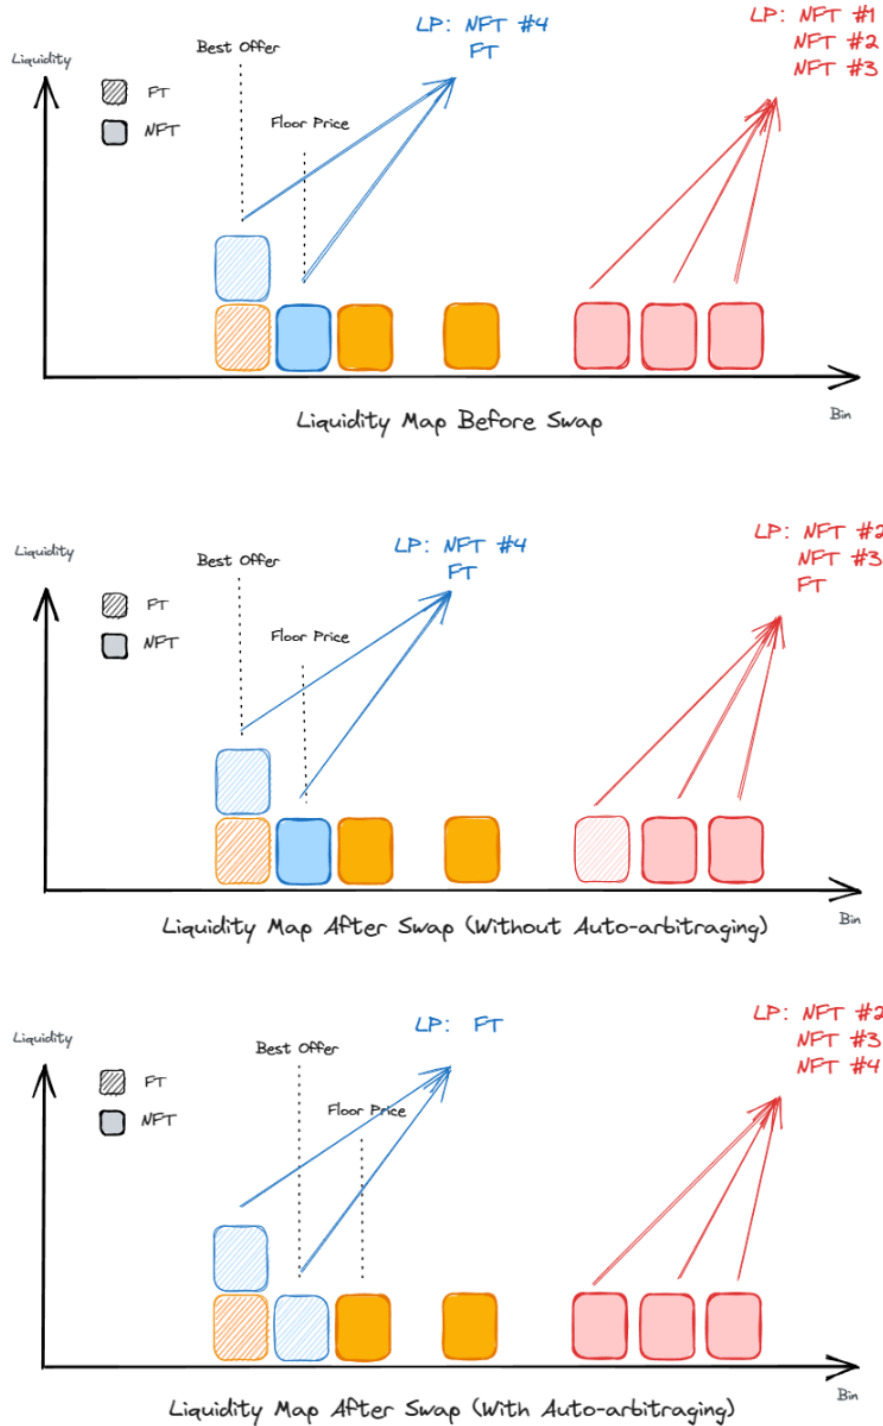 LP: NFT #4
FT
LP: NFT #1
NFT #2
NFT #3
Best Offer
Liquidity
FT
NFT
Floor Price
Bin
Liquidity Map Before Swap
LP: NFT #2
NFT #3
FT
LP: NFT #4
FT
Liquidity
Best Offer
FT
NFT
Floor Price
Bin
Liquidity Map After Swap (Without Auto-arbitraging)
LP: NFT #2
NFT #3
NFT #4
LP: FT
Liquidity
Best Offer
FT
NFT
Floor Price
Bin
Liquidity Map After Swap (With Auto-arbitraging)